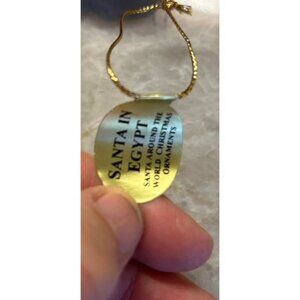 SANTA IN
EGYPT
SANTA AROUND THE
WORLD CHRISTMAS
ORNAMENTS